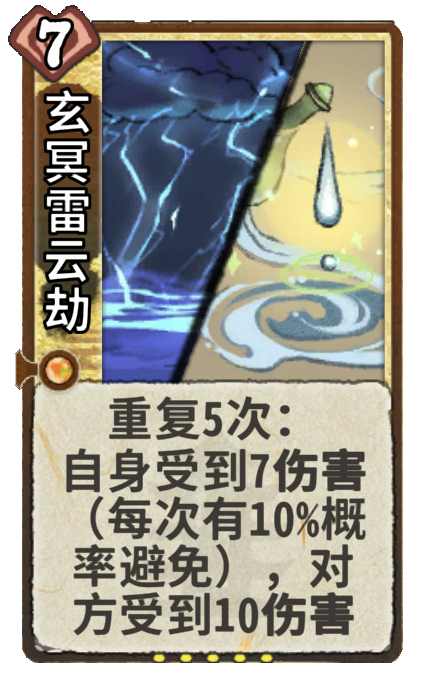 7
玄冥雷云劫
重复5次：
自身受到7伤害
（每次有10%概
率避免），对
方受到10伤害